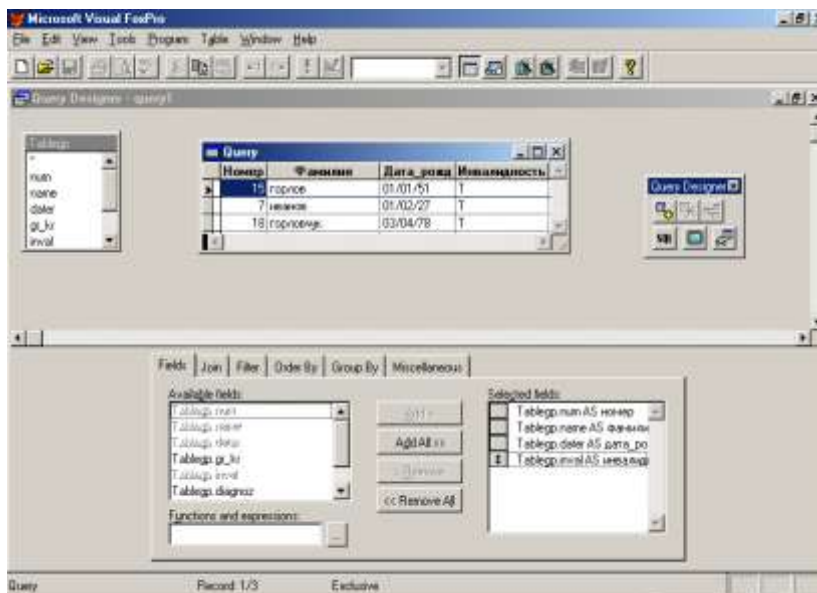 Microsoft Visual FoxPro
File Edit View Tools Program Table Window Help
Query Designer - query1
Tablegp
*
num
name
dater
gr_kr
inval
Query
Номер Фамилия Дата_рожд Инвалидность
15 горлов 01/01/51 T
7 иванов 01/02/27 T
18 03/04/78 T
Query Designer
SQL
Fields Join Filter Order By Group By Miscellaneous
Available fields:
Selected fields:
Tablegp.num
Tablegp.name
Tablegp.dater
Tablegp.gr_kr
Tablegp.inval
Tablegp.diagnoz
Add >
Add All >>
< Remove
<< Remove All
Tablegp.num AS номер
Tablegp.name AS фамили
Tablegp.dater AS дата_ро
Tablegp.inval AS инвалид
Functions and expressions:
...
Query Record 1/3 Exclusive